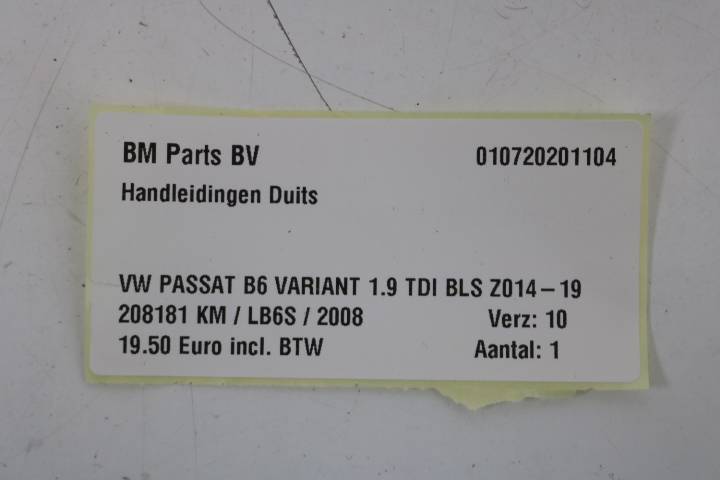 BM Parts BV 010720201104
Handleidingen Duits
VW PASSAT B6 VARIANT 1.9 TDI BLS Z014-19
208181 KM / LB6S / 2008 Verz: 10
19.50 Euro incl. BTW Aantal: 1